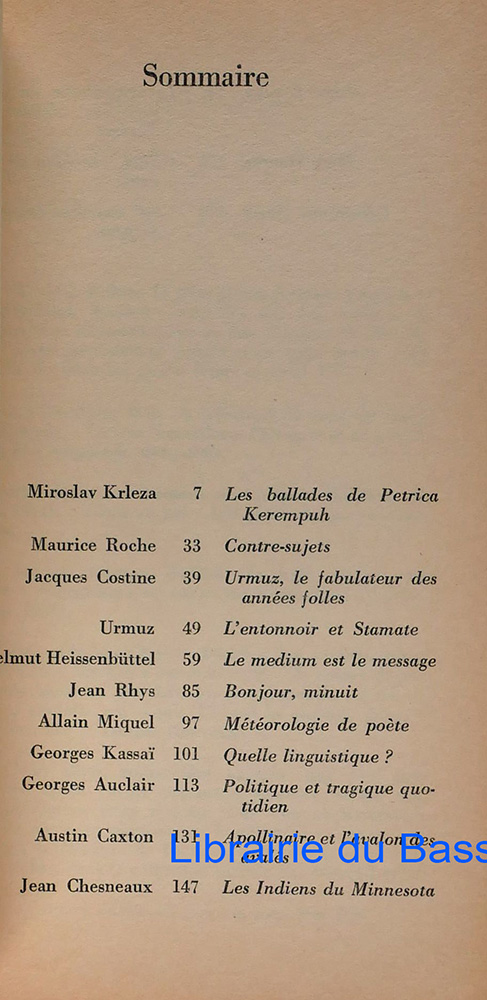 Sommaire
Miroslav Krleza 7 Les ballades de Petrica
Kerempuh
Maurice Roche 33 Contre-sujets
Jacques Costine 39 Urmuz, le fabulateur des
années folles
Urmuz 49 L'entonnoir et Stamate
elmut Heissenbüttel 59 Le medium est le message
Jean Rhys 85 Bonjour, minuit
Allain Miquel 97 Météorologie de poète
Georges Kassaï 101 Quelle linguistique ?
Georges Auclair 113 Politique et tragique quo-
tidien
Austin Caxton 131 Apollinaire et l'avalon des
avalés
Librairie du Bass
Jean Chesneaux 147 Les Indiens du Minnesota